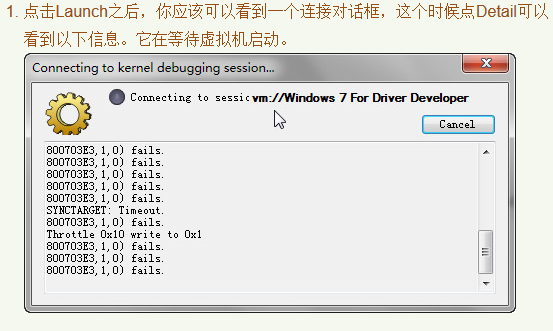 1. 点击Launch之后，你应该可以看到一个连接对话框，这个时候点Detail可以
看到以下信息。它在等待虚拟机启动。
Connecting to kernel debugging session...
Connecting to sessic vm://Windows 7 For Driver Developer
Cancel
800703E3,1,0) fails.
800703E3,1,0) fails.
800703E3,1,0) fails.
800703E3,1,0) fails.
800703E3,1,0) fails.
SYNCTARGET: Timeout.
800703E3,1,0) fails.
Throttle 0x10 write to 0x1
800703E3,1,0) fails.
800703E3,1,0) fails.
800703E3,1,0) fails.